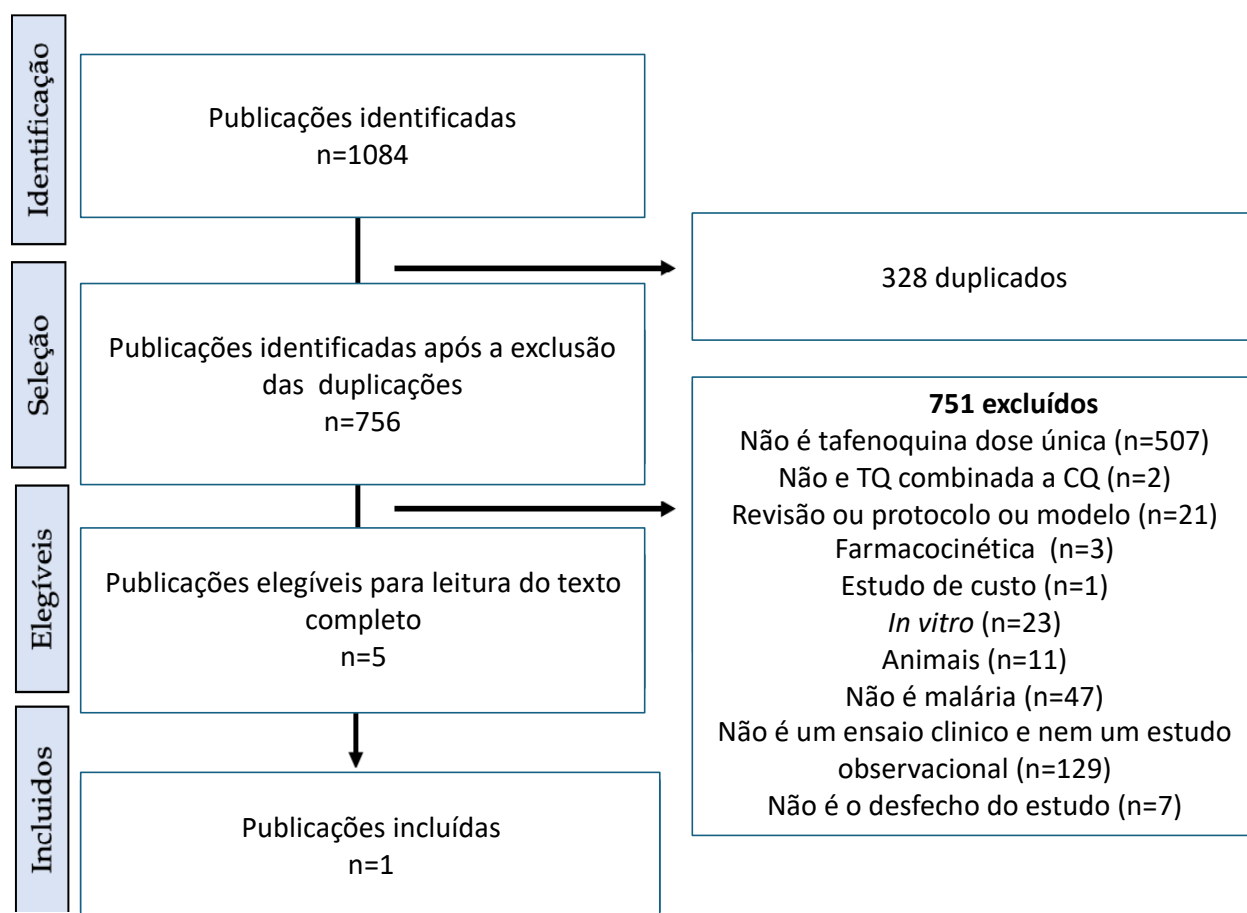 Identificação
Publicações identificadas
n=1084
328 duplicados
Seleção
Publicações identificadas após a exclusão
das duplicações
n=756
751 excluídos
Não é tafenoquina dose única (n=507)
Não e TQ combinada a CQ (n=2)
Revisão ou protocolo ou modelo (n=21)
Farmacocinética (n=3)
Estudo de custo (n=1)
In vitro (n=23)
Animais (n=11)
Não é malária (n=47)
Não é um ensaio clinico e nem um estudo
observacional (n=129)
Não é o desfecho do estudo (n=7)
Elegíveis
Publicações elegíveis para leitura do texto
completo
n=5
Incluidos
Publicações incluídas
n=1